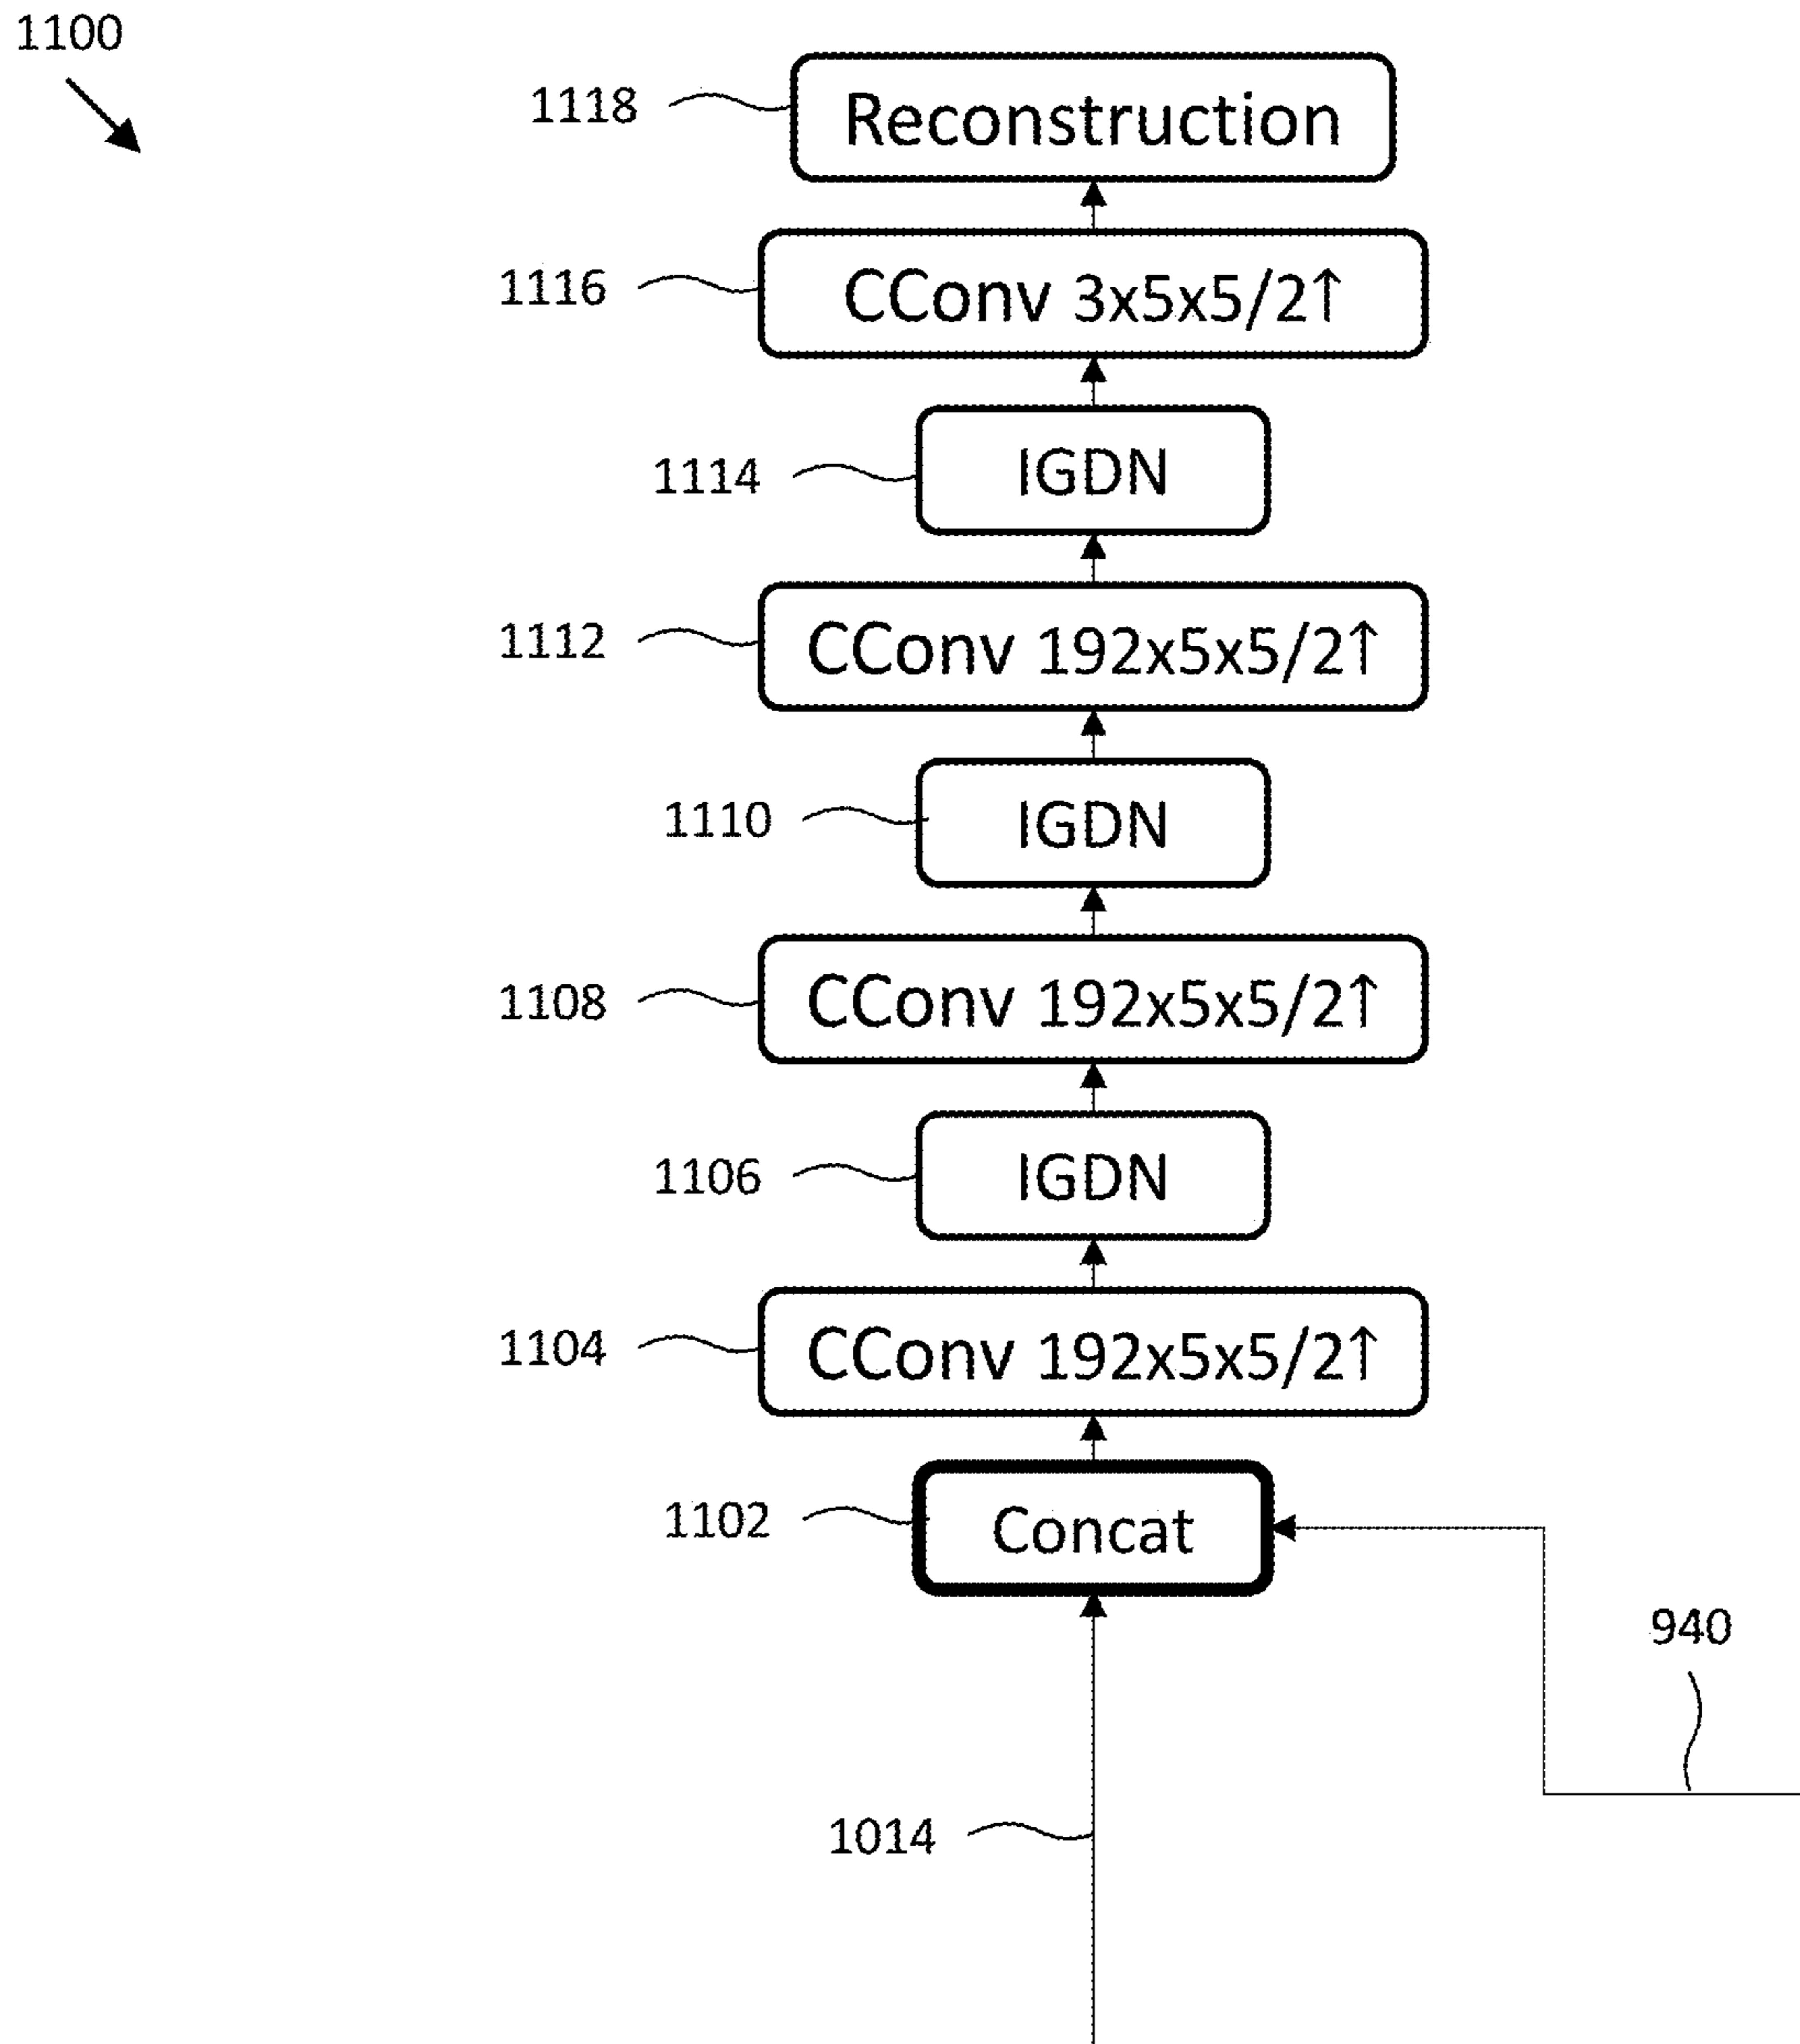 1100
1118 Reconstruction
1116 CConv 3x5x5/2↑
1114 IGDN
1112 CConv 192x5x5/2↑
1110 IGDN
1108 CConv 192x5x5/2↑
1106 IGDN
1104 CConv 192x5x5/2↑
1102 Concat
940
1014